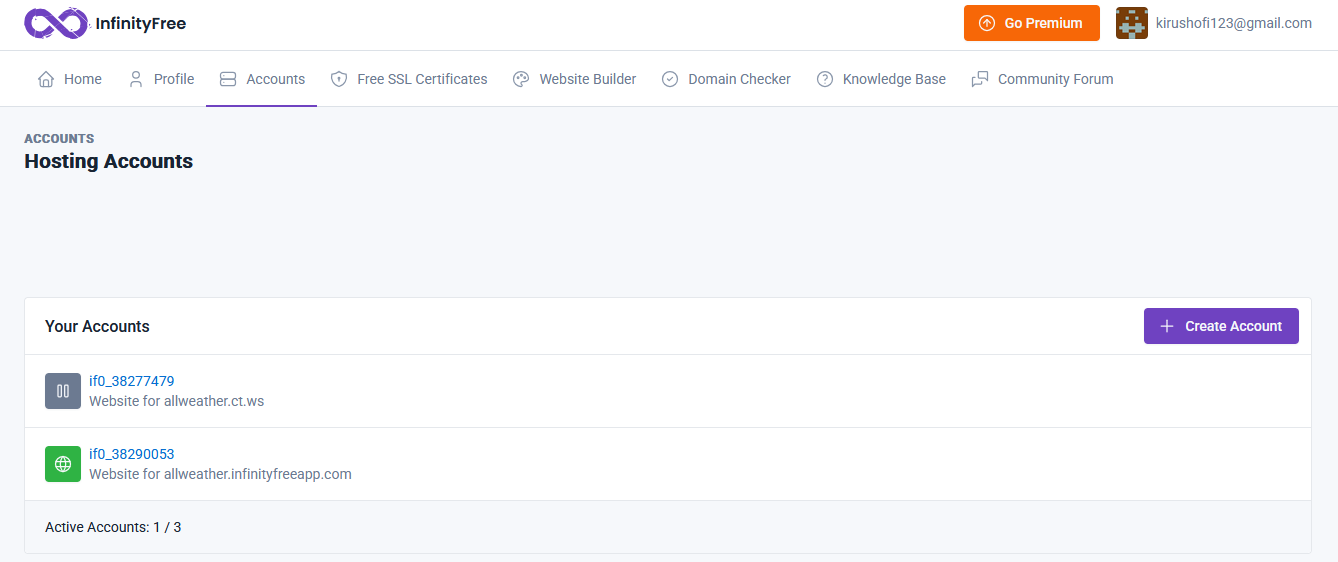 InfinityFree
Go Premium
kirushofi123@gmail.com
Home
Profile
Accounts
Free SSL Certificates
Website Builder
Domain Checker
Knowledge Base
Community Forum
ACCOUNTS
Hosting Accounts
Your Accounts
Create Account
if0_38277479
Website for allweather.ct.ws
if0_38290053
Website for allweather.infinityfreeapp.com
Active Accounts: 1 / 3